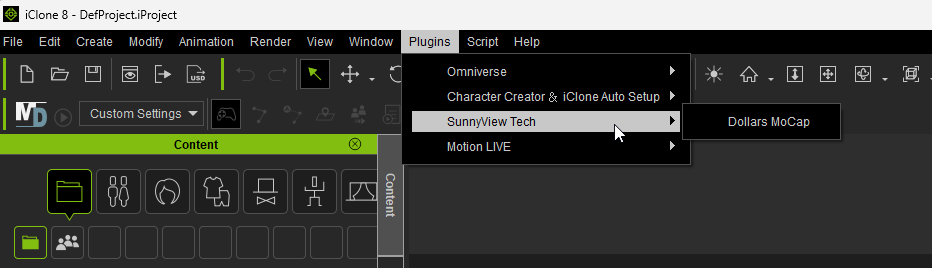 iClone 8 - DefProject.iProject
File Edit Create Modify Animation Render View Window Plugins Script Help
USD
Omniverse
Character Creator & iClone Auto Setup
SunnyView Tech
Dollars MoCap
Motion LIVE
MD
Custom Settings
Content
Content